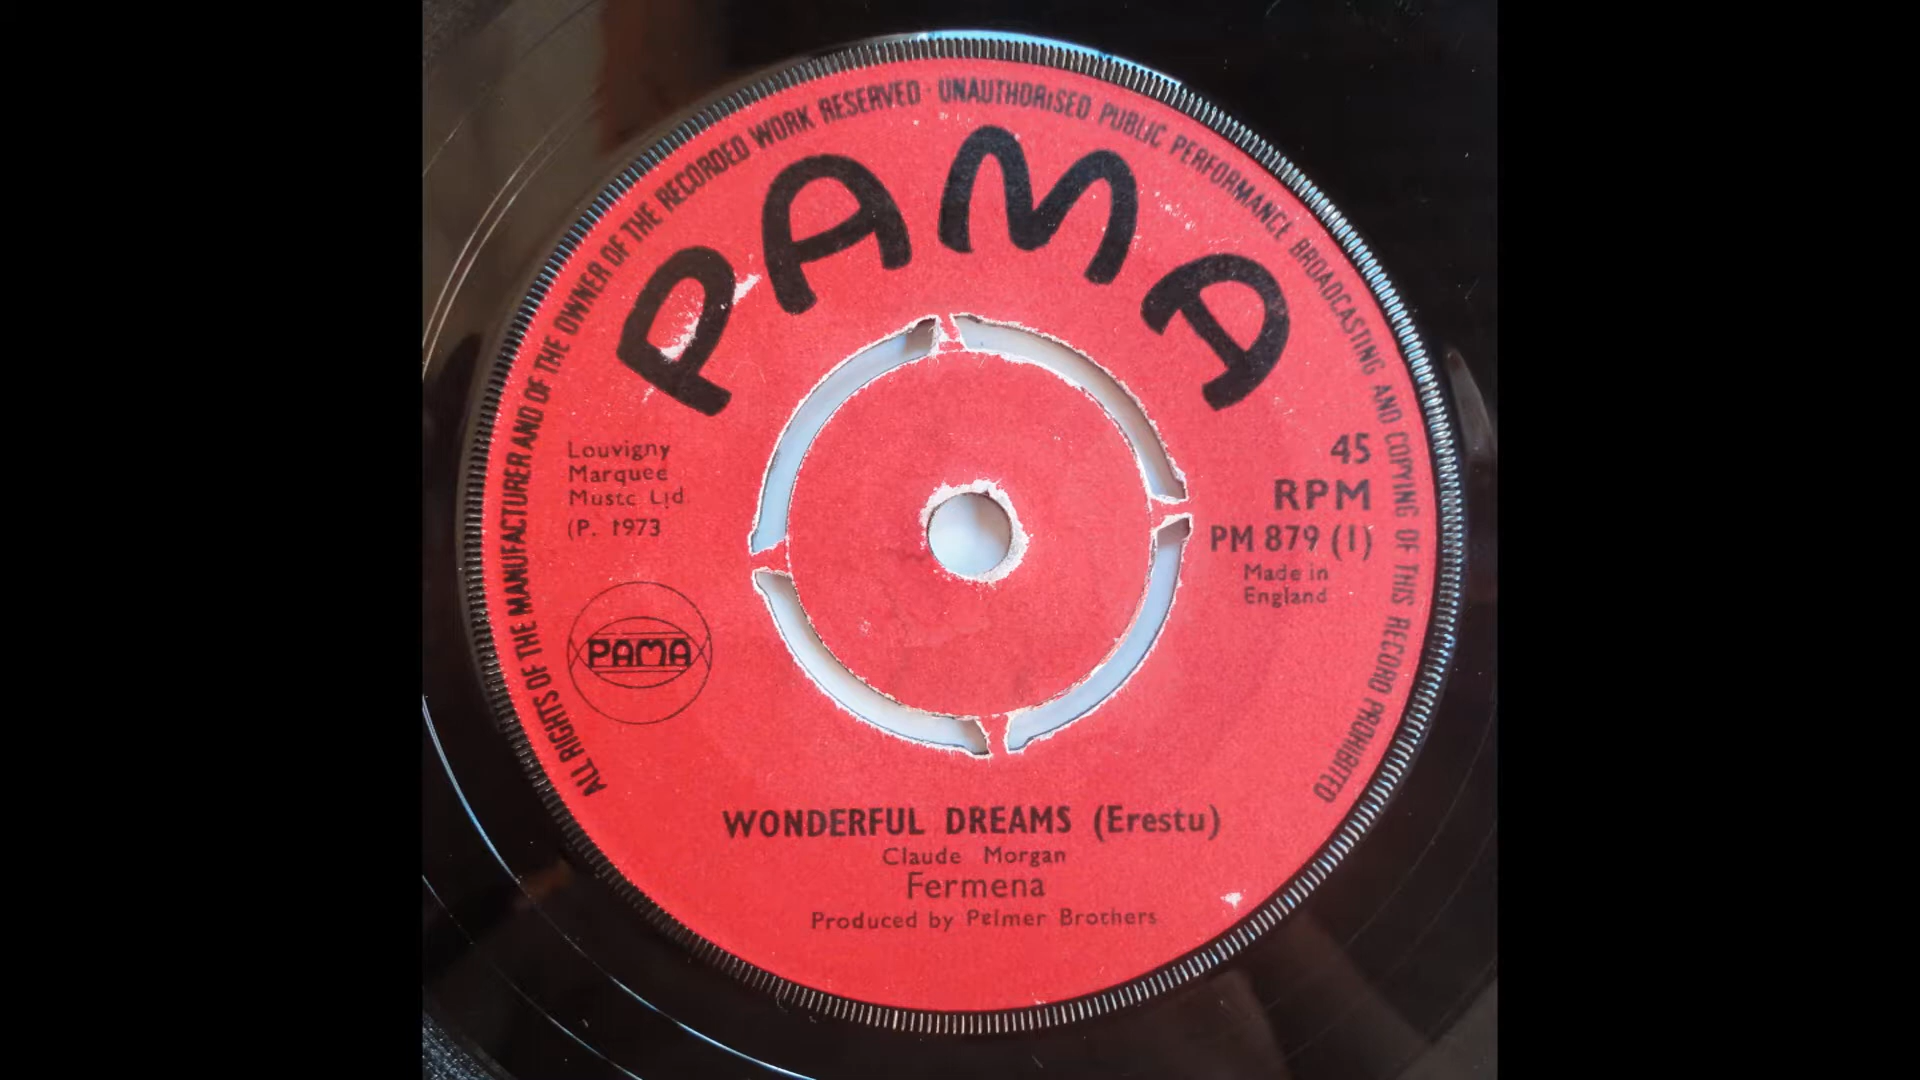 ALL RIGHTS OF THE MANUFACTURER AND OF THE OWNER OF THE RECORDED WORK RESERVED · UNAUTHORISED PUBLIC PERFORMANCE BROADCASTING AND COPYING OF THIS RECORD PROHIBITED
PAMA
Louvigny
Marquee
Music Ltd
(P. 1973
45
RPM
PM 879 (1)
Made in
England
PAMA
WONDERFUL DREAMS (Erestu)
Claude Morgan
Fermena
Produced by Palmer Brothers